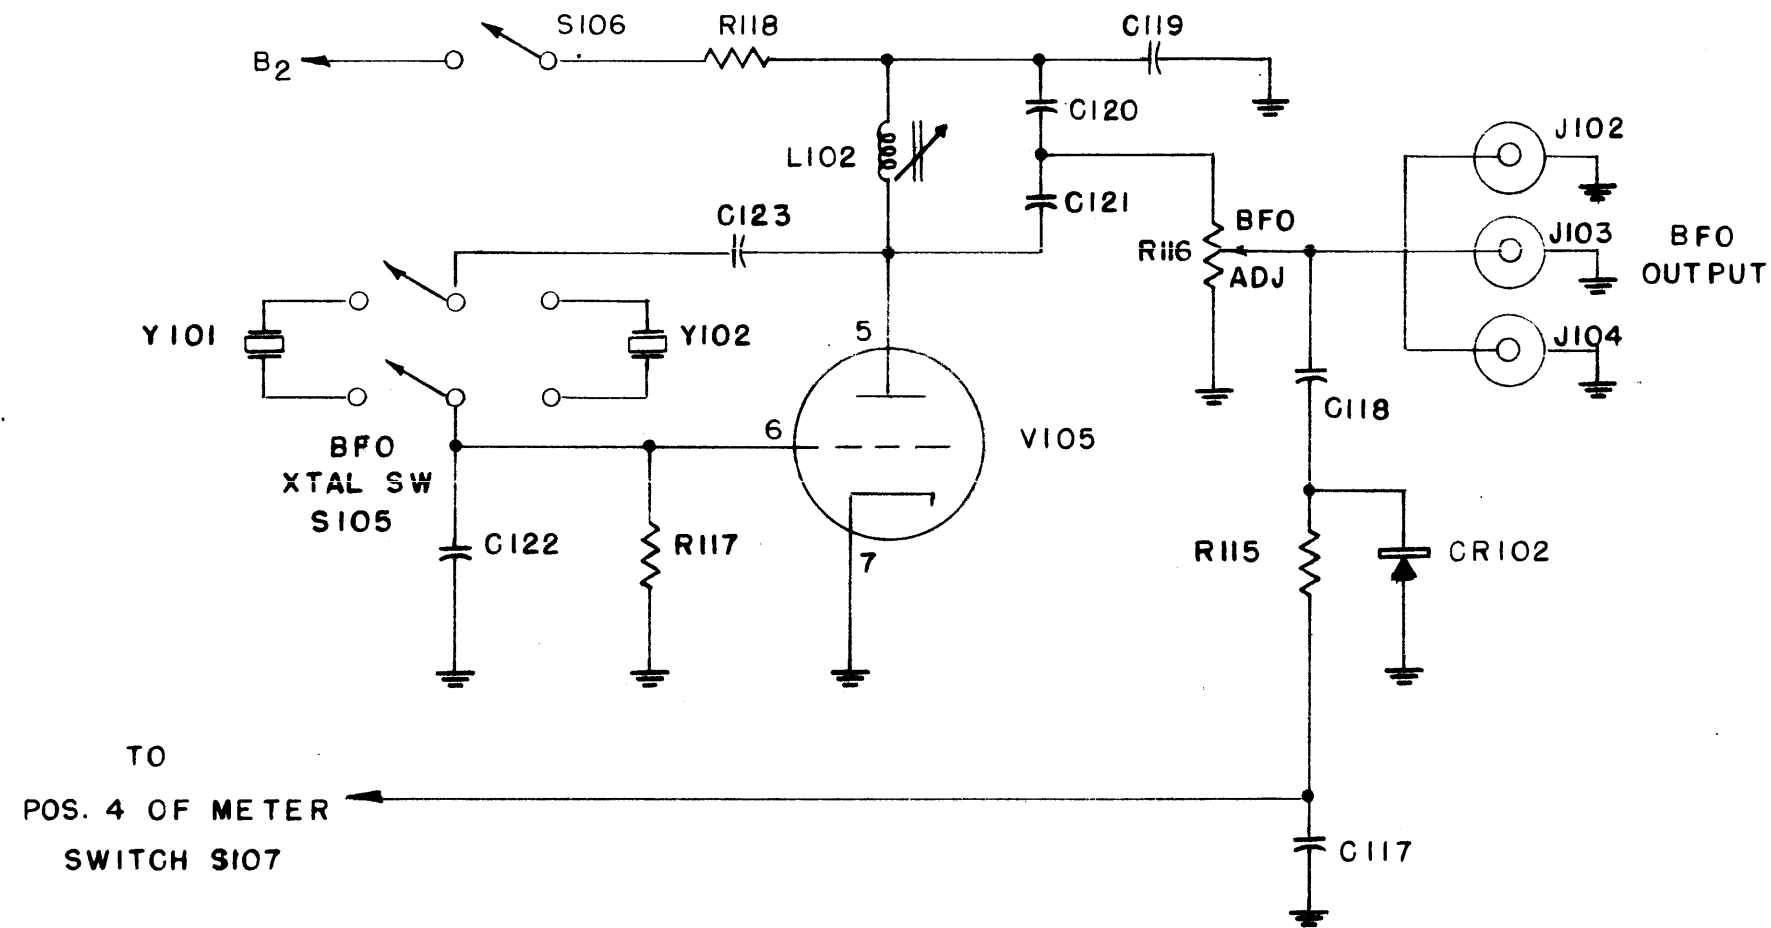 S106
R118
C119
B2
C120
J102
L102
C121
C123
BFO
J103
BFO
R116
ADJ
OUTPUT
Y101
Y102
5
J104
C118
6
V105
BFO
XTAL SW
S105
C122
R117
7
R115
CR102
TO
POS. 4 OF METER
SWITCH S107
C117